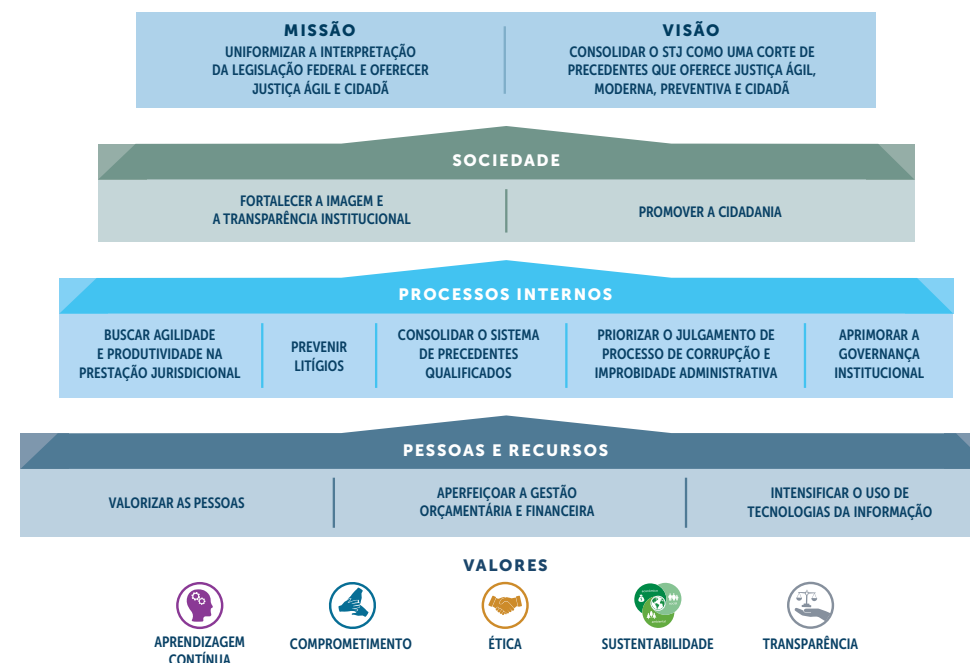 MISSÃO
UNIFORMIZAR A INTERPRETAÇÃO
DA LEGISLAÇÃO FEDERAL E OFERECER
JUSTIÇA ÁGIL E CIDADÃ
VISÃO
CONSOLIDAR O STJ COMO UMA CORTE DE
PRECEDENTES QUE OFERECE JUSTIÇA ÁGIL,
MODERNA, PREVENTIVA E CIDADÃ
SOCIEDADE
FORTALECER A IMAGEM E
A TRANSPARÊNCIA INSTITUCIONAL
PROMOVER A CIDADANIA
PROCESSOS INTERNOS
BUSCAR AGILIDADE
E PRODUTIVIDADE NA
PRESTAÇÃO JURISDICIONAL
PREVENIR
LITÍGIOS
CONSOLIDAR O SISTEMA
DE PRECEDENTES
QUALIFICADOS
PRIORIZAR O JULGAMENTO DE
PROCESSO DE CORRUPÇÃO E
IMPROBIDADE ADMINISTRATIVA
APRIMORAR A
GOVERNANÇA
INSTITUCIONAL
PESSOAS E RECURSOS
VALORIZAR AS PESSOAS
APERFEIÇOAR A GESTÃO
ORÇAMENTÁRIA E FINANCEIRA
INTENSIFICAR O USO DE
TECNOLOGIAS DA INFORMAÇÃO
VALORES
APRENDIZAGEM
CONTÍNUA
COMPROMETIMENTO
ÉTICA
SUSTENTABILIDADE
TRANSPARÊNCIA